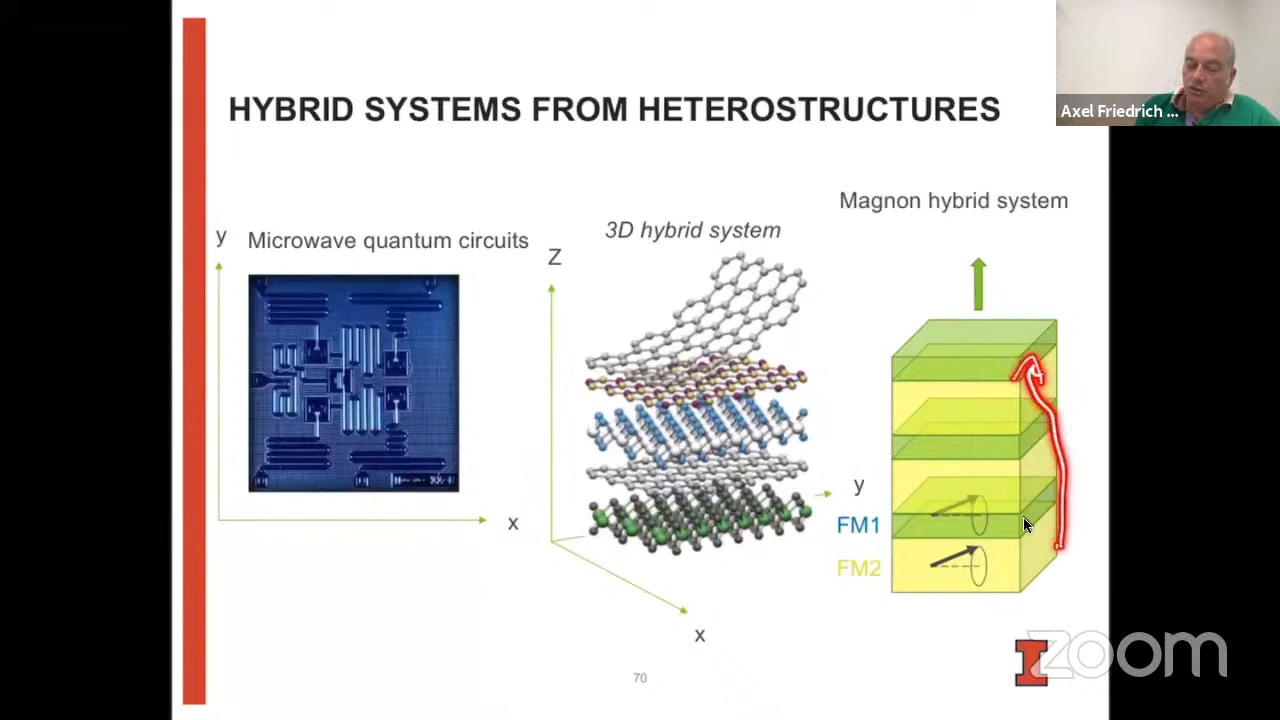 HYBRID SYSTEMS FROM HETEROSTRUCTURES
Axel Friedrich ...
Magnon hybrid system
3D hybrid system
y
Microwave quantum circuits
Z
x
y
FM1
FM2
x
70
I
zoom